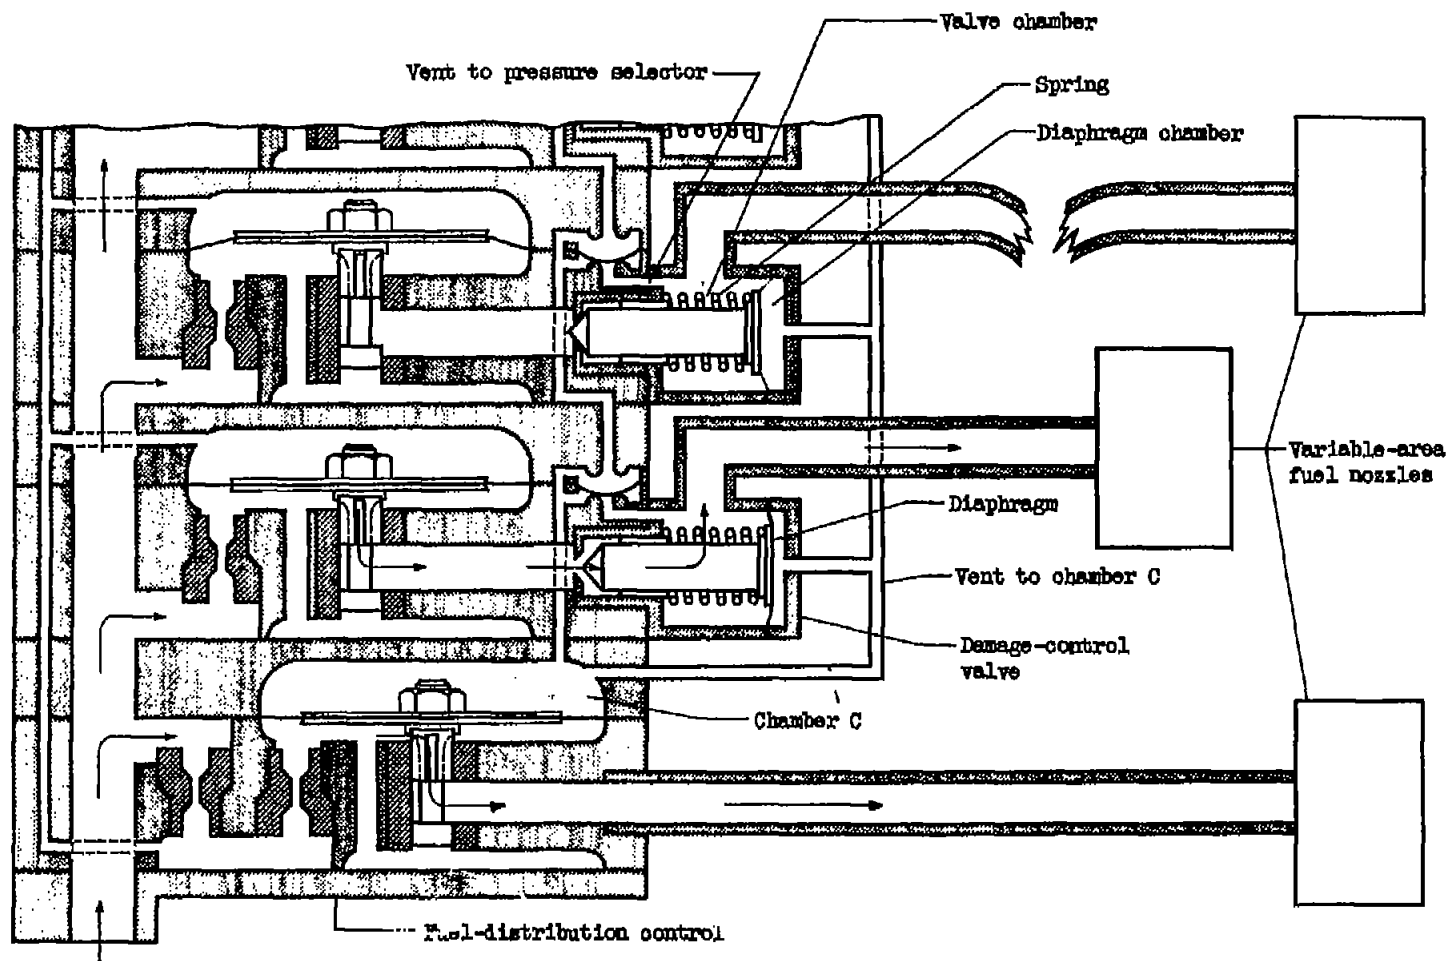 Valve chamber
Vent to pressure selector
Spring
Diaphragm chamber
Variable-area
fuel nozzles
Diaphragm
Vent to chamber C
Damage-control
valve
Chamber C
Fuel-distribution control